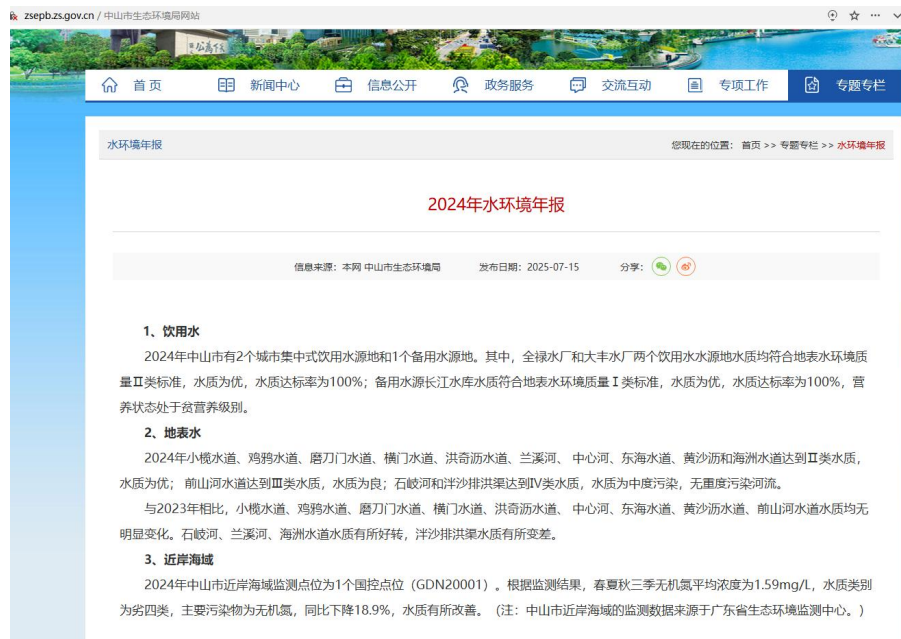 zsepb.zs.gov.cn / 中山市生态环境局网站
首页 新闻中心 信息公开 政务服务 交流互动 专项工作 专题专栏
水环境年报 您现在的位置: 首页 >> 专题专栏 >> 水环境年报
2024年水环境年报
信息来源:本网 中山市生态环境局 发布日期:2025-07-15 分享:
1、饮用水
2024年中山市有2个城市集中式饮用水源地和1个备用水源地。其中,全禄水厂和大丰水厂两个饮用水水源地水质均符合地表水环境质
量Ⅱ类标准,水质为优,水质达标率为100%;备用水源长江水库水质符合地表水环境质量Ⅰ类标准,水质为优,水质达标率为100%,营
养状态处于贫营养级别。
2、地表水
2024年小榄水道、鸡鸦水道、磨刀门水道、横门水道、洪奇沥水道、兰溪河、 中心河、东海水道、黄沙沥和海洲水道达到Ⅱ类水质,
水质为优; 前山河水道达到Ⅲ类水质,水质为良;石岐河和泮沙排洪渠达到Ⅳ类水质,水质为中度污染,无重度污染河流。
与2023年相比,小榄水道、鸡鸦水道、磨刀门水道、横门水道、洪奇沥水道、 中心河、东海水道、黄沙沥水道、前山河水道水质均无
明显变化。石岐河、兰溪河、海洲水道水质有所好转,泮沙排洪渠水质有所变差。
3、近岸海域
2024年中山市近岸海域监测点位为1个国控点位(GDN20001)。根据监测结果,春夏秋三季无机氮平均浓度为1.59mg/L,水质类别
为劣四类,主要污染物为无机氮,同比下降18.9%,水质有所改善。(注:中山市近岸海域的监测数据来源于广东省生态环境监测中心。)